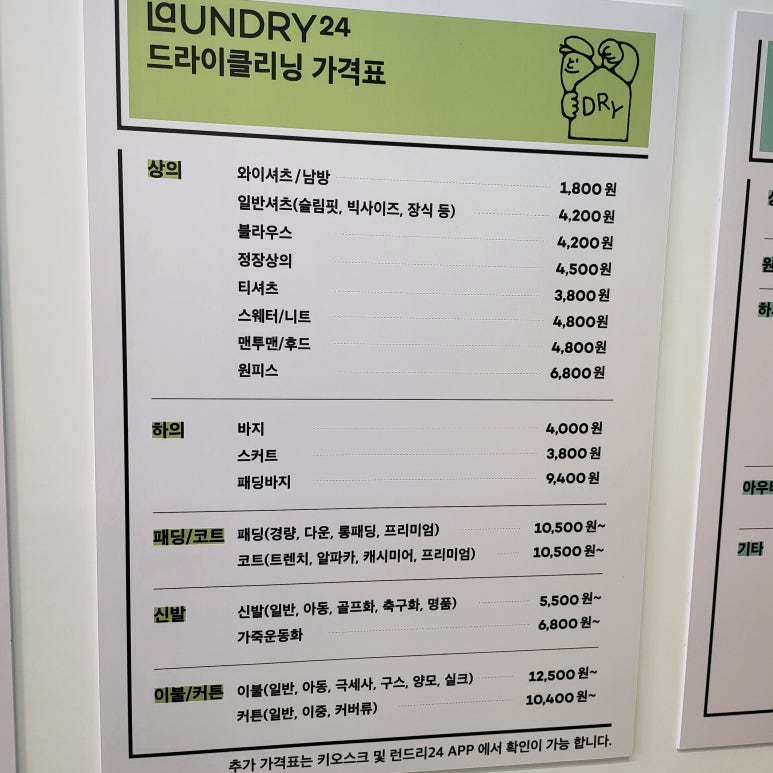 LAUNDRY24
드라이클리닝 가격표
DRY
상의 와이셔츠/남방 1,800원
일반셔츠(슬림핏, 빅사이즈, 장식 등) 4,200원
블라우스 4,200원
정장상의 4,500원
티셔츠 3,800원
스웨터/니트 4,800원
맨투맨/후드 4,800원
원피스 6,800원
하의 바지 4,000원
스커트 3,800원
패딩바지 9,400원
패딩/코트 패딩(경량, 다운, 롱패딩, 프리미엄) 10,500원~
코트(트렌치, 알파카, 캐시미어, 프리미엄) 10,500원~
신발 신발(일반, 아동, 골프화, 축구화, 명품) 5,500원~
가죽운동화 6,800원~
이불/커튼 이불(일반, 아동, 극세사, 구스, 양모, 실크) 12,500원~
커튼(일반, 이중, 커버류) 10,400원~
추가 가격표는 키오스크 및 런드리24 APP 에서 확인이 가능 합니다.
기타